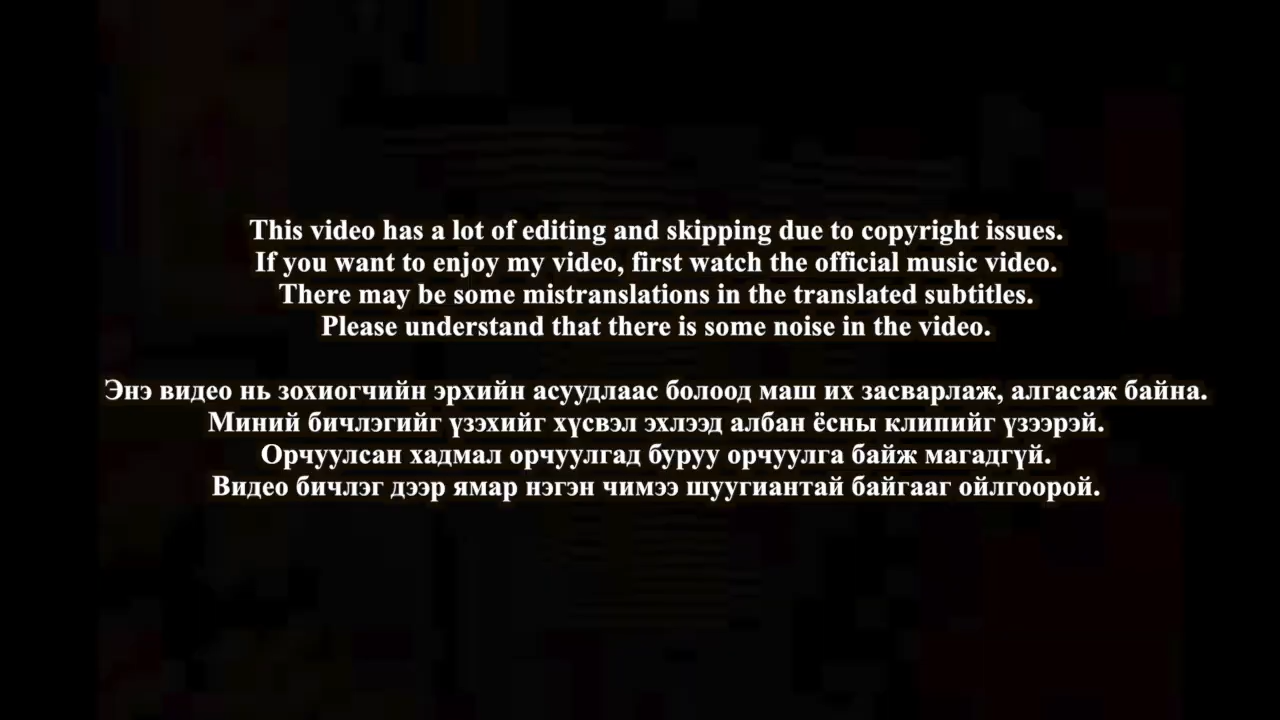 This video has a lot of editing and skipping due to copyright issues.
If you want to enjoy my video, first watch the official music video.
There may be some mistranslations in the translated subtitles.
Please understand that there is some noise in the video.
Энэ видео нь зохиогчийн эрхийн асуудлаас болоод маш их засварлаж, алгасаж байна.
Миний бичлэгийг үзэхийг хүсвэл эхлээд албан ёсны клипийг үзээрэй.
Орчуулсан хадмал орчуулгад буруу орчуулга байж магадгүй.
Видео бичлэг дээр ямар нэгэн чимээ шуугиантай байгааг ойлгоорой.